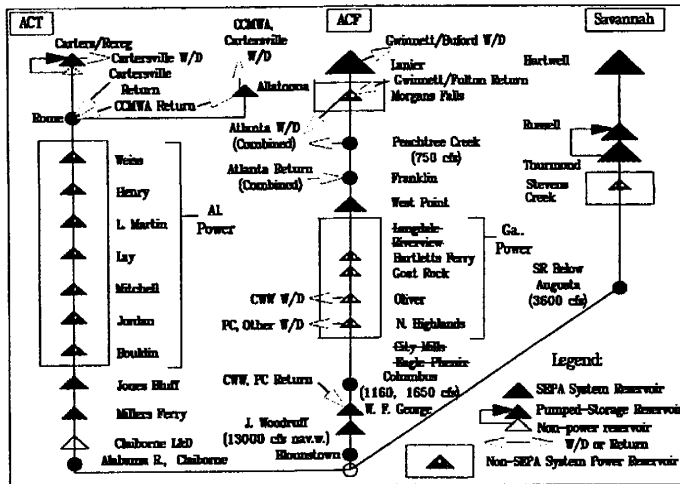 ACT
Carters/Rereg
Cartersville W/D
Cartersville
Return
CCMWA Return
CCMWA,
Cartersville
W/D
Allatoona
Rome
Weiss
Henry
L. Martin
Lay
Mitchell
Jordan
Bouldin
AL
Power
Jones Bluff
Millers Ferry
Claiborne L&D
Alabama R., Claiborne
ACF
Gwinnett/Buford W/D
Lanier
Gwinnett/Fulton Return
Morgans Falls
Atlanta W/D
(Combined)
Peachtree Creek
(750 cfs)
Atlanta Return
(Combined)
Franklin
West Point
Langdale
Riverview
Bartletts Ferry
Goat Rock
Oliver
N. Highlands
CWW W/D
PC, Other W/D
Ga..
Power
City Mills
Eagle Phenix
Columbus
(1160, 1650 cfs)
CWW, PC Return
W. F. George
J. Woodruff
(13000 cfs nav.w.)
Blounstown
Savannah
Hartwell
Russell
Thurmond
Stevens
Creek
SR Below
Augusta
(3600 cfs)
Legend:
SEPA System Reservoir
Pumped-Storage Reservoir
Non-power reservoir
W/D or Return
Non-SEPA System Power Reservoir